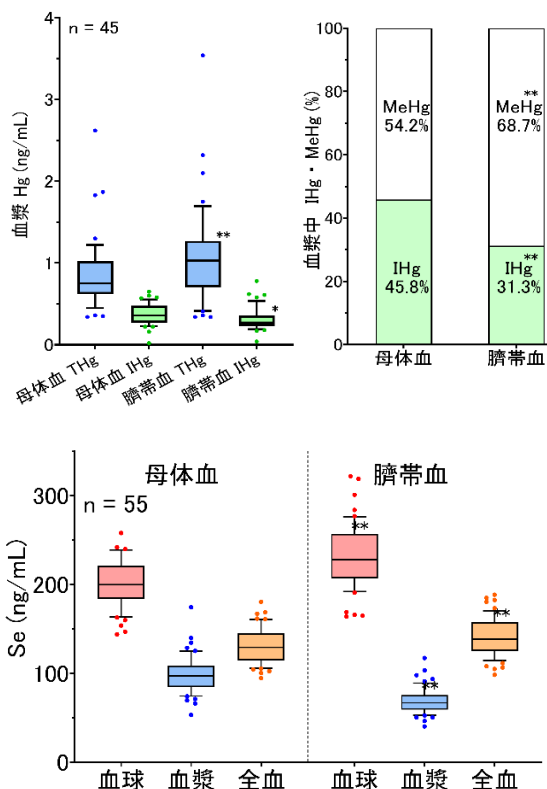 n = 45
血漿 Hg (ng/mL)
4
3
2
1
0
**
*
母体血 THg
母体血 IHg
臍帯血 THg
臍帯血 IHg
血漿中 IHg・MeHg (%)
100
80
60
40
20
0
MeHg
54.2%
IHg
45.8%
**
MeHg
68.7%
**
IHg
31.3%
母体血
臍帯血
母体血
臍帯血
n = 55
Se (ng/mL)
300
200
100
0
**
**
**
血球
血漿
全血
血球
血漿
全血